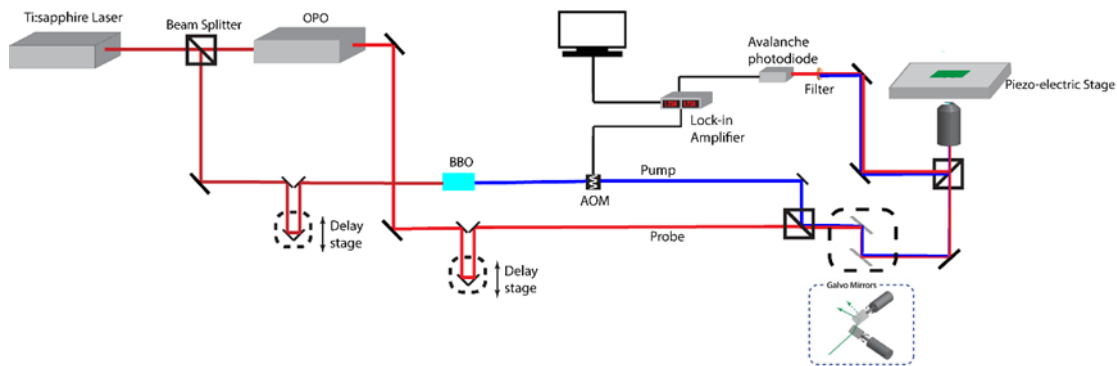 Ti:sapphire Laser
Beam Splitter
OPO
Avalanche
photodiode
Filter
Piezo-electric Stage
Lock-in
Amplifier
BBO
AOM
Pump
Delay
stage
Probe
Delay
stage
Galvo Mirrors